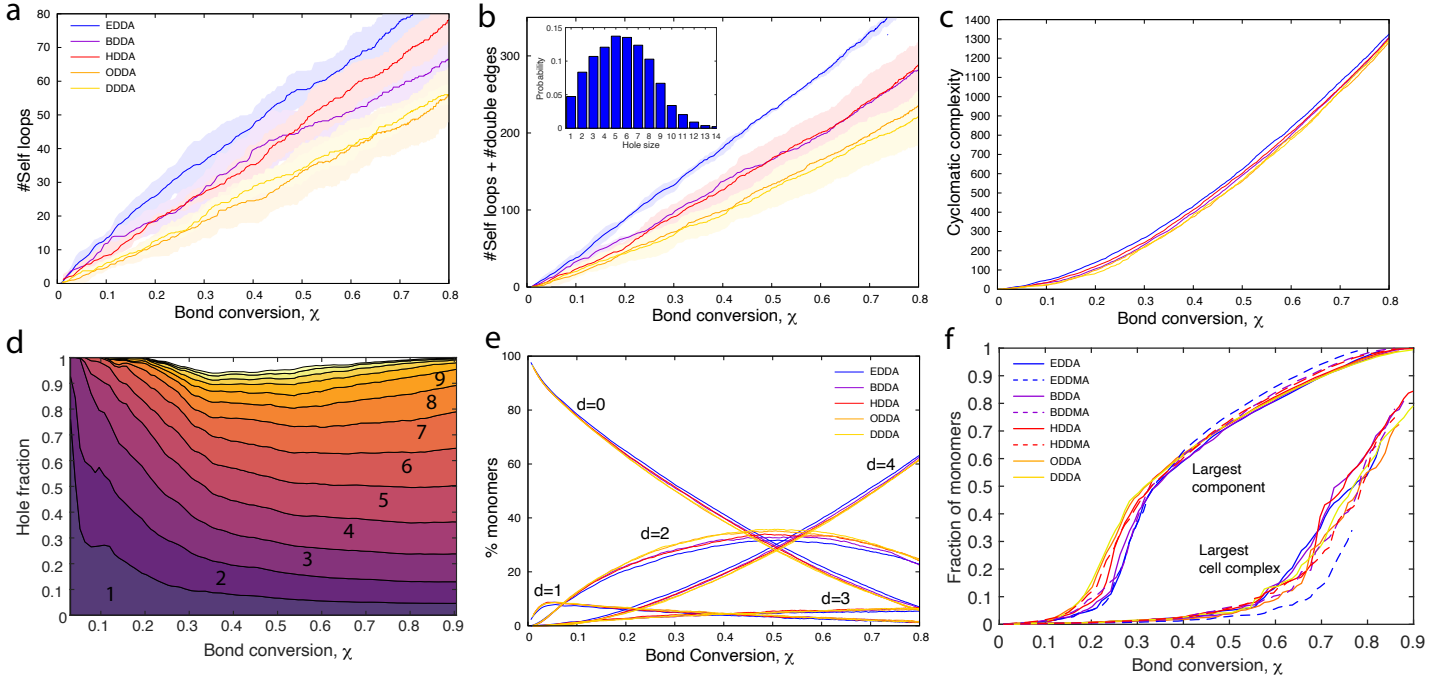 a
80
70
60
50
40
30
20
10
0
#Self loops
EDDA
BDDA
HDDA
ODDA
DDDA
0 0.1 0.2 0.3 0.4 0.5 0.6 0.7 0.8
Bond conversion, χ
b
300
200
100
0
#Self loops + #double edges
0.15
0.1
0.05
0
Probability
1 2 3 4 5 6 7 8 9 10 11 12 13 14
Hole size
0 0.1 0.2 0.3 0.4 0.5 0.6 0.7 0.8
Bond conversion, χ
c
1400
1300
1200
1100
1000
900
800
700
600
500
400
300
200
100
0
Cyclomatic complexity
0 0.1 0.2 0.3 0.4 0.5 0.6 0.7 0.8
Bond conversion, χ
d
1
0.9
0.8
0.7
0.6
0.5
0.4
0.3
0.2
0.1
0
Hole fraction
9
8
7
6
5
4
3
2
1
0.1 0.2 0.3 0.4 0.5 0.6 0.7 0.8 0.9
Bond conversion, χ
e
100
80
60
40
20
0
% monomers
EDDA
BDDA
HDDA
ODDA
DDDA
d=0
d=4
d=2
d=1
d=3
0 0.1 0.2 0.3 0.4 0.5 0.6 0.7 0.8
Bond Conversion, χ
f
1
0.9
0.8
0.7
0.6
0.5
0.4
0.3
0.2
0.1
0
Fraction of monomers
EDDA
EDDMA
BDDA
BDDMA
HDDA
HDDMA
ODDA
DDDA
Largest
component
Largest
cell complex
0 0.1 0.2 0.3 0.4 0.5 0.6 0.7 0.8 0.9
Bond conversion, χ